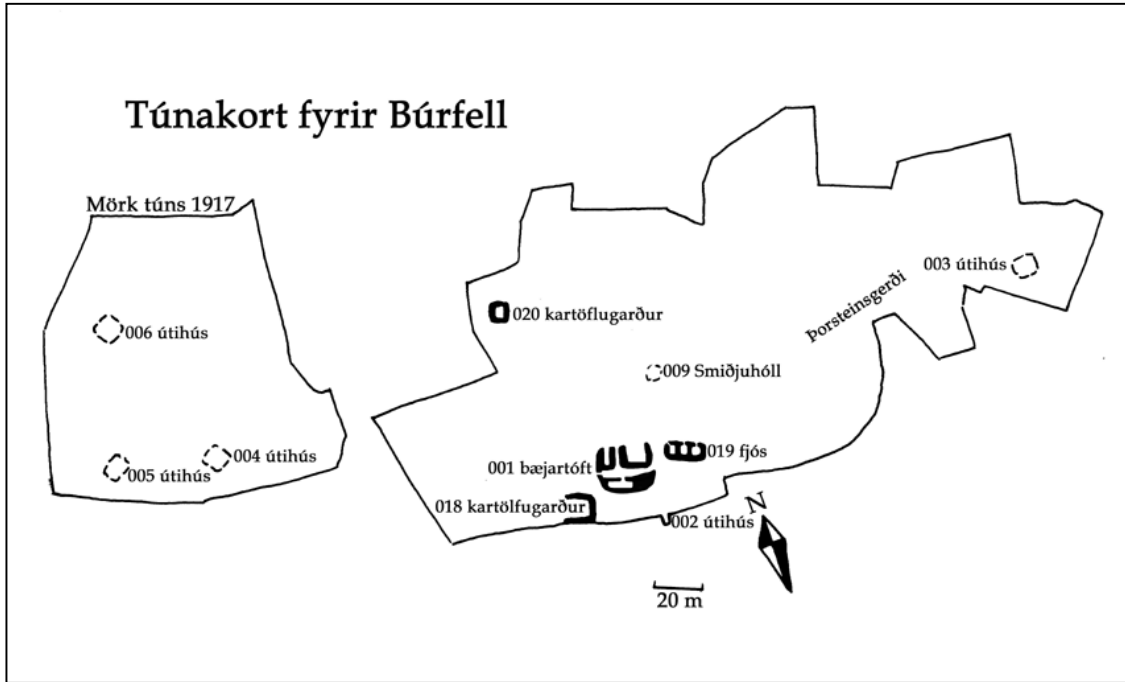 Túnakort fyrir Búrfell
Mörk túns 1917
003 útihús
Þorsteinsgerði
020 kartöflugarður
006 útihús
009 Smiðjuhóll
019 fjós
004 útihús
001 bæjartóft
005 útihús
018 kartölfugarður
002 útihús
N
20 m